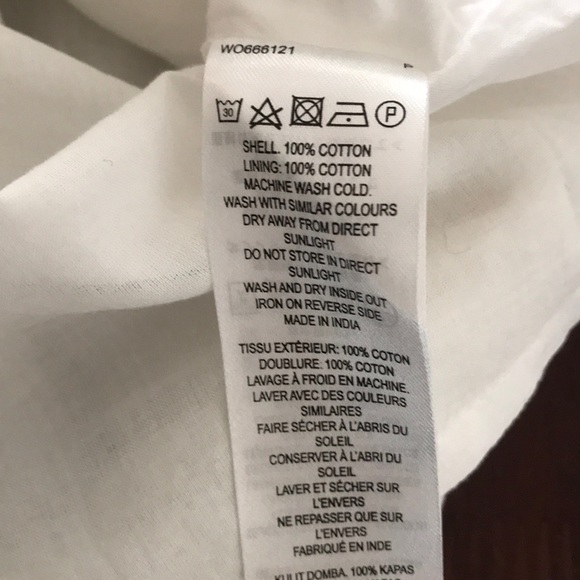 WO666121
30 P
SHELL: 100% COTTON
LINING: 100% COTTON
MACHINE WASH COLD.
WASH WITH SIMILAR COLOURS
DRY AWAY FROM DIRECT
SUNLIGHT
DO NOT STORE IN DIRECT
SUNLIGHT
WASH AND DRY INSIDE OUT
IRON ON REVERSE SIDE
MADE IN INDIA
TISSU EXTÉRIEUR: 100% COTON
DOUBLURE: 100% COTON
LAVAGE À FROID EN MACHINE.
LAVER AVEC DES COULEURS
SIMILAIRES
FAIRE SÉCHER À L'ABRIS DU
SOLEIL
CONSERVER À L'ABRI DU
SOLEIL
LAVER ET SÉCHER SUR
L'ENVERS
NE REPASSER QUE SUR
L'ENVERS
FABRIQUÉ EN INDE
KULIT DOMBA. 100% KAPAS